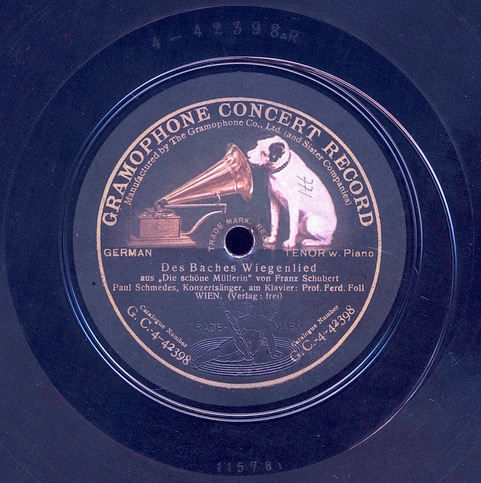 4-42398 R
GRAMOPHONE CONCERT RECORD
Manufactured by The Gramophone Co., Ltd. (and Sister Companies)
TRADE MARK,
GERMAN
TENOR w. Piano
Des Baches Wiegenlied
aus „Die schöne Müllerin" von Franz Schubert
Paul Schmedes, Konzertsänger, am Klavier: Prof. Ferd. Foll
WIEN. (Verlag: frei)
TRADE MARK
Catalogue Number
G. C.-4-42398
Catalogue Number
G. C.-4-42398
11578